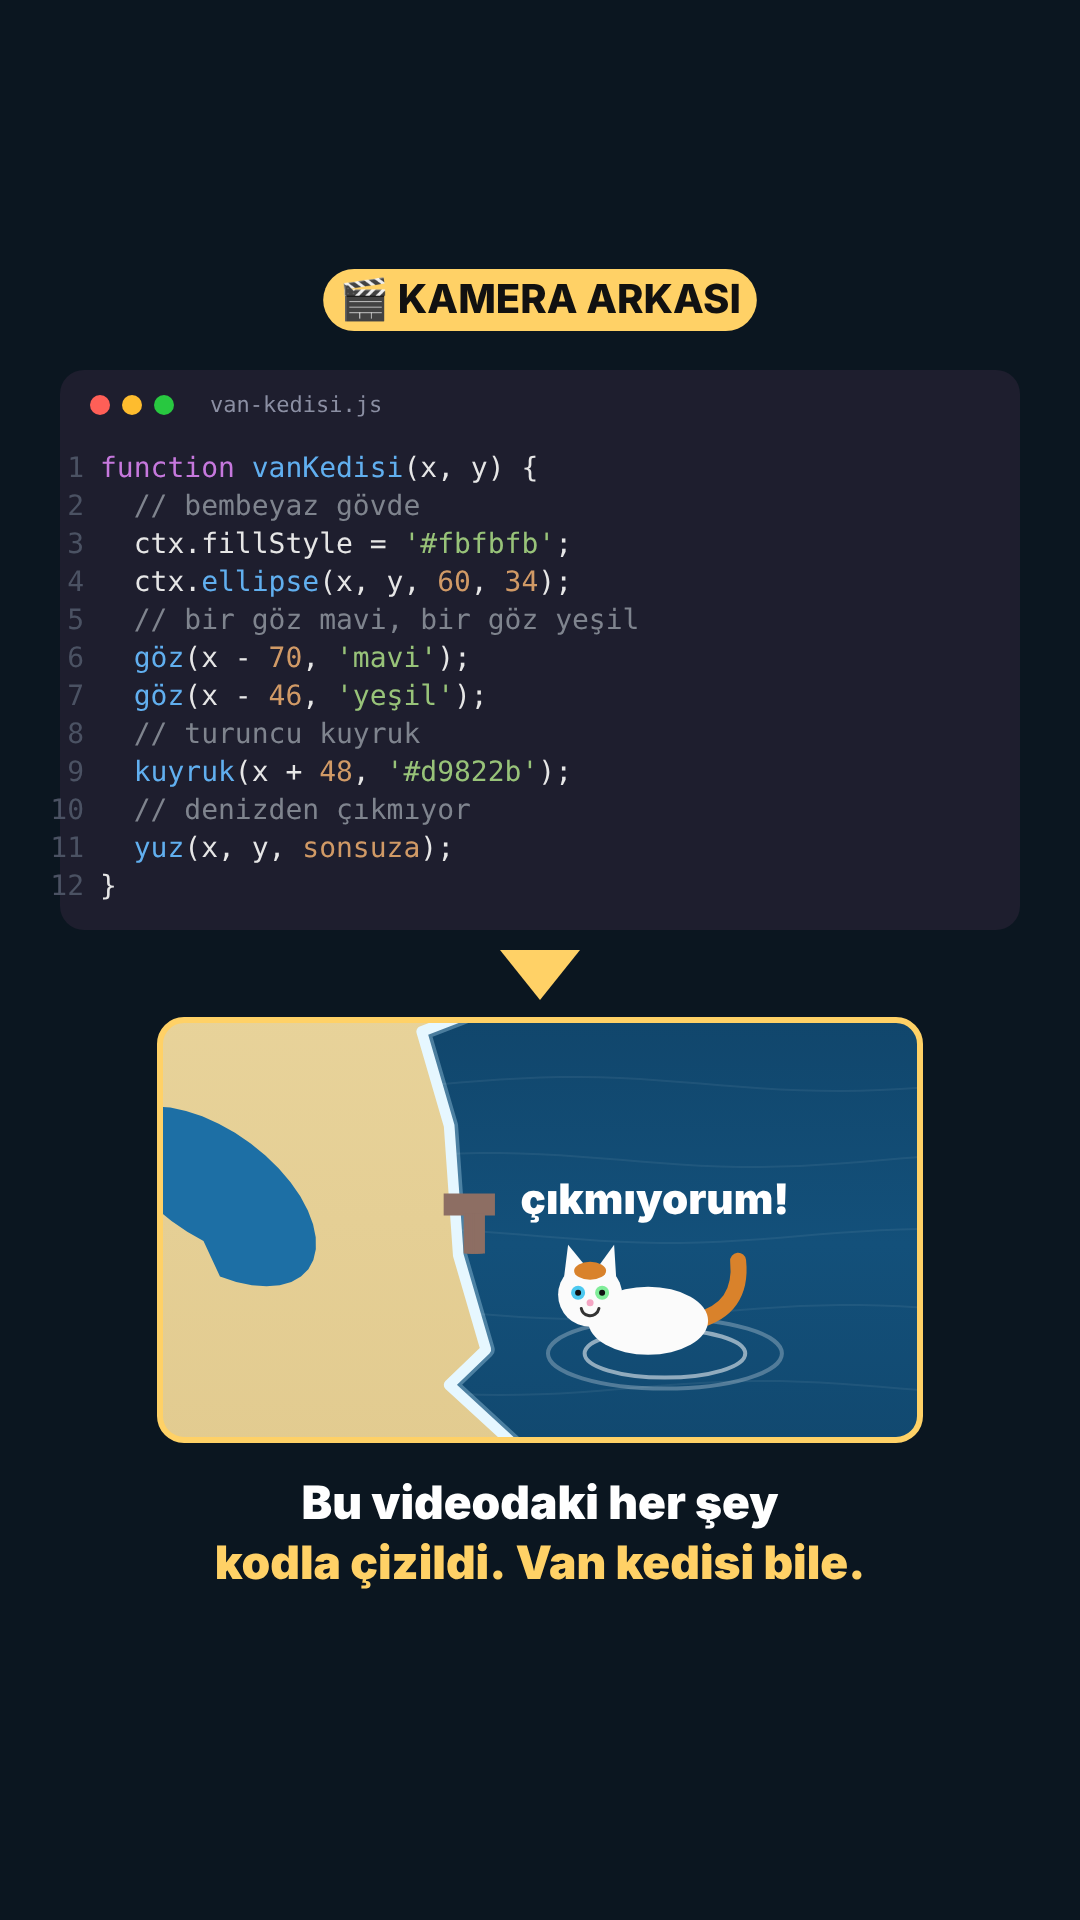 🎬 KAMERA ARKASI
van-kedisi.js
1 function vanKedisi(x, y) {
2   // bembeyaz gövde
3   ctx.fillStyle = '#fbfbfb';
4   ctx.ellipse(x, y, 60, 34);
5   // bir göz mavi, bir göz yeşil
6   göz(x - 70, 'mavi');
7   göz(x - 46, 'yeşil');
8   // turuncu kuyruk
9   kuyruk(x + 48, '#d9822b');
10   // denizden çıkmıyor
11   yuz(x, y, sonsuza);
12 }
çıkmıyorum!
Bu videodaki her şey
kodla çizildi. Van kedisi bile.